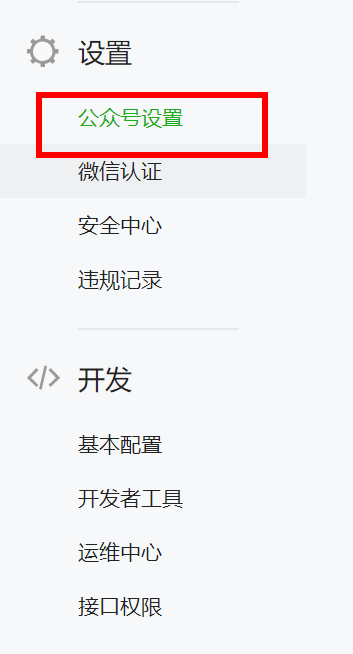 设置
公众号设置
微信认证
安全中心
违规记录
</>
开发
基本配置
开发者工具
运维中心
接口权限